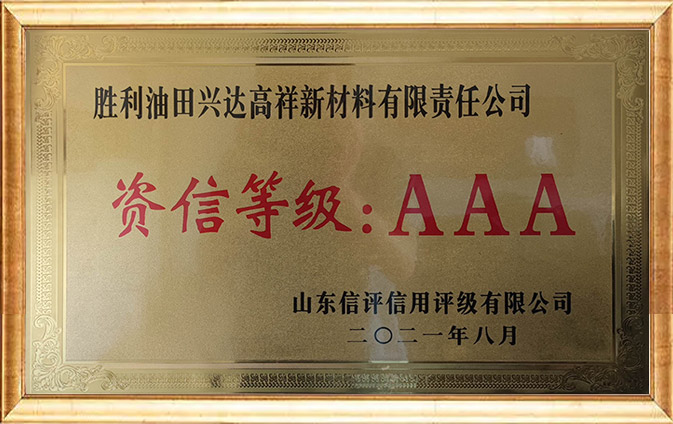 胜利油田兴达高祥新材料有限责任公司
资信等级:AAA
山东信评信用评级有限公司
二〇二一年八月